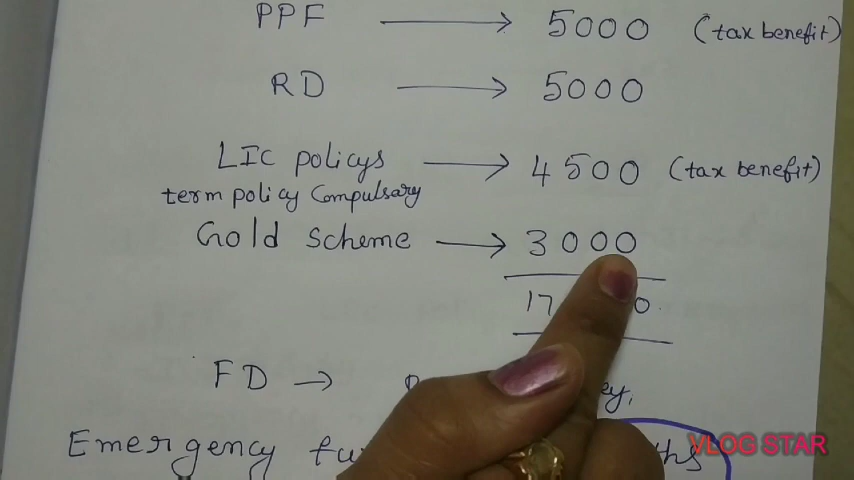 PPF → 5000 (tax benefit)
RD → 5000
LIC policys → 4500 (tax benefit)
term policy Compulsary
Gold scheme → 3000
FD →
Emergency
VLOG STAR